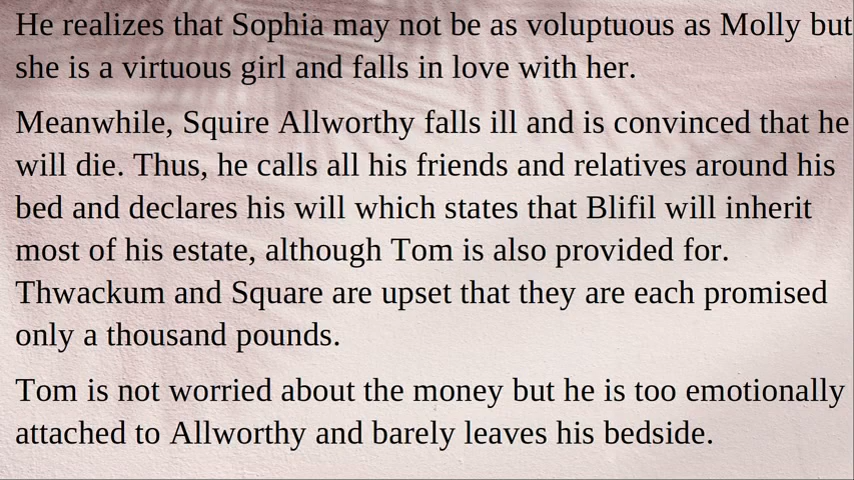 He realizes that Sophia may not be as voluptuous as Molly but
she is a virtuous girl and falls in love with her.
Meanwhile, Squire Allworthy falls ill and is convinced that he
will die. Thus, he calls all his friends and relatives around his
bed and declares his will which states that Blifil will inherit
most of his estate, although Tom is also provided for.
Thwackum and Square are upset that they are each promised
only a thousand pounds.
Tom is not worried about the money but he is too emotionally
attached to Allworthy and barely leaves his bedside.